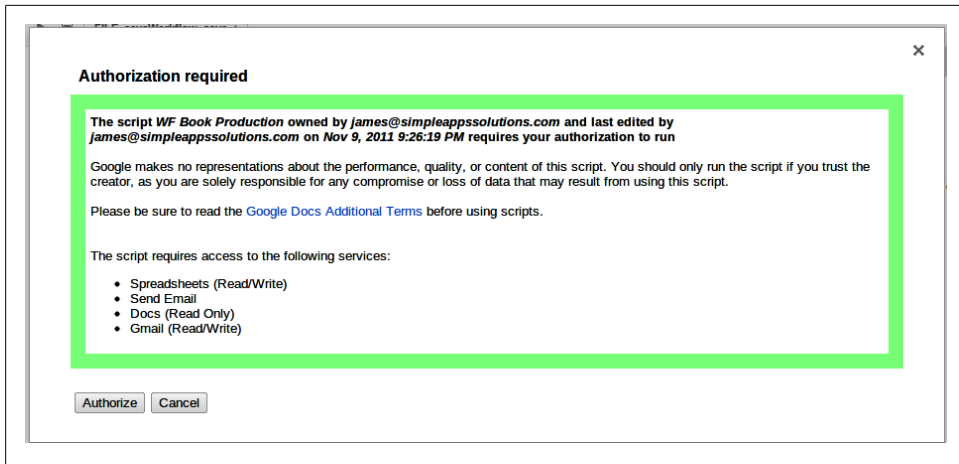 ×
Authorization required
The script WF Book Production owned by james@simpleappssolutions.com and last edited by
james@simpleappssolutions.com on Nov 9, 2011 9:26:19 PM requires your authorization to run
Google makes no representations about the performance, quality, or content of this script. You should only run the script if you trust the
creator, as you are solely responsible for any compromise or loss of data that may result from using this script.
Please be sure to read the Google Docs Additional Terms before using scripts.
The script requires access to the following services:
• Spreadsheets (Read/Write)
• Send Email
• Docs (Read Only)
• Gmail (Read/Write)
Authorize Cancel